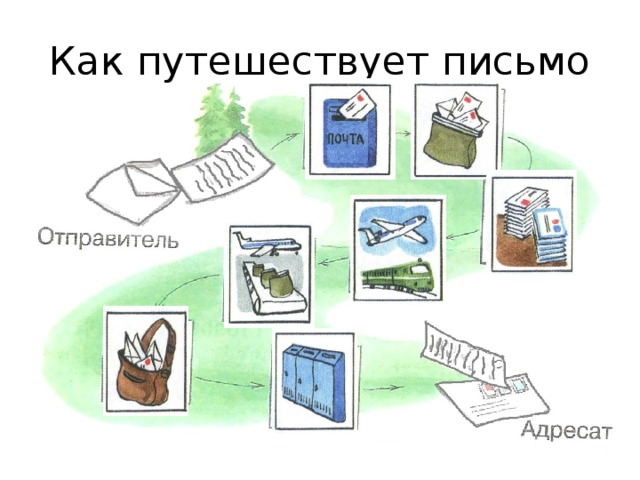 Как путешествует письмо
ПОЧТА
Отправитель
Адресат